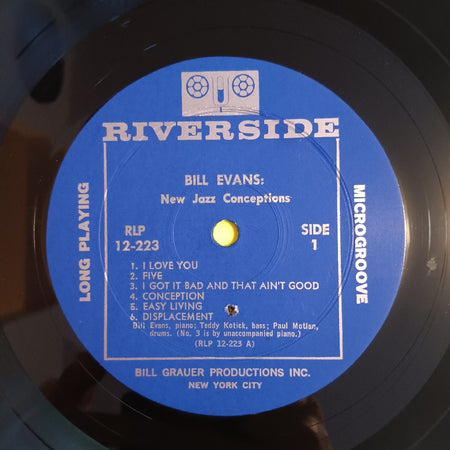 RIVERSIDE
BILL EVANS:
New Jazz Conceptions
LONG PLAYING
RLP
12-223
SIDE
1
MICROGROOVE
1. I LOVE YOU
2. FIVE
3. I GOT IT BAD AND THAT AIN'T GOOD
4. CONCEPTION
5. EASY LIVING
6. DISPLACEMENT
Bill Evans, piano; Teddy Kotick, bass; Paul Motian,
drums. (No. 3 is by unaccompanied piano.)
(RLP 12-223 A)
BILL GRAUER PRODUCTIONS INC.
NEW YORK CITY